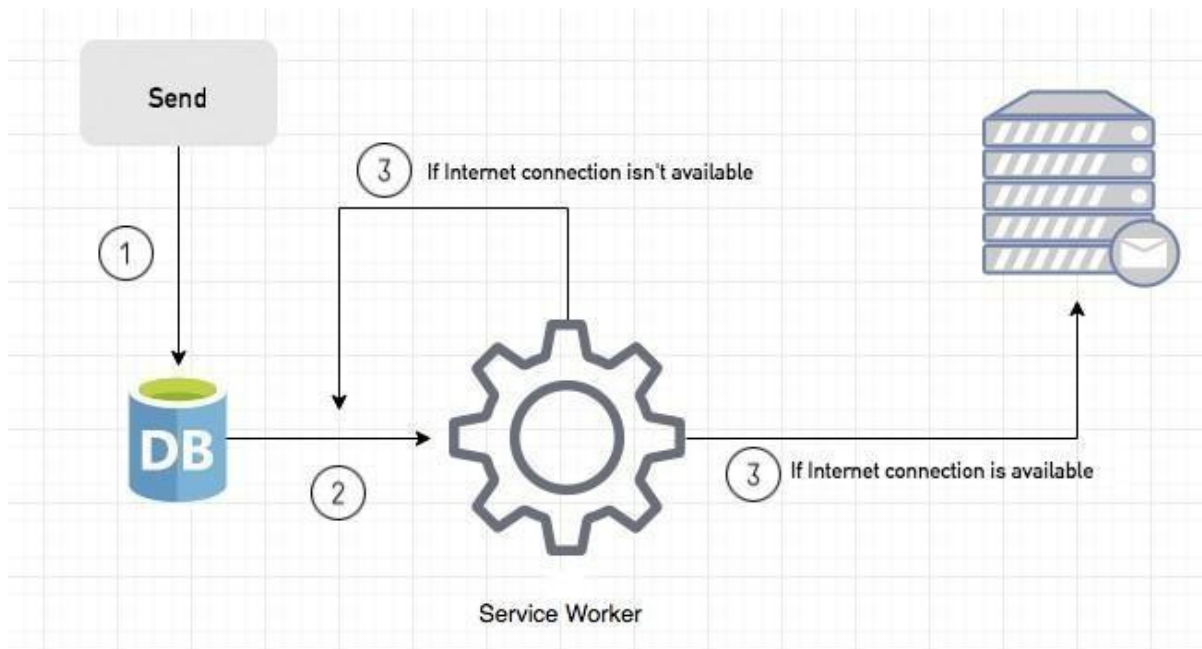 Send
3 If Internet connection isn't available
1
DB
2
3 If Internet connection is available
Service Worker